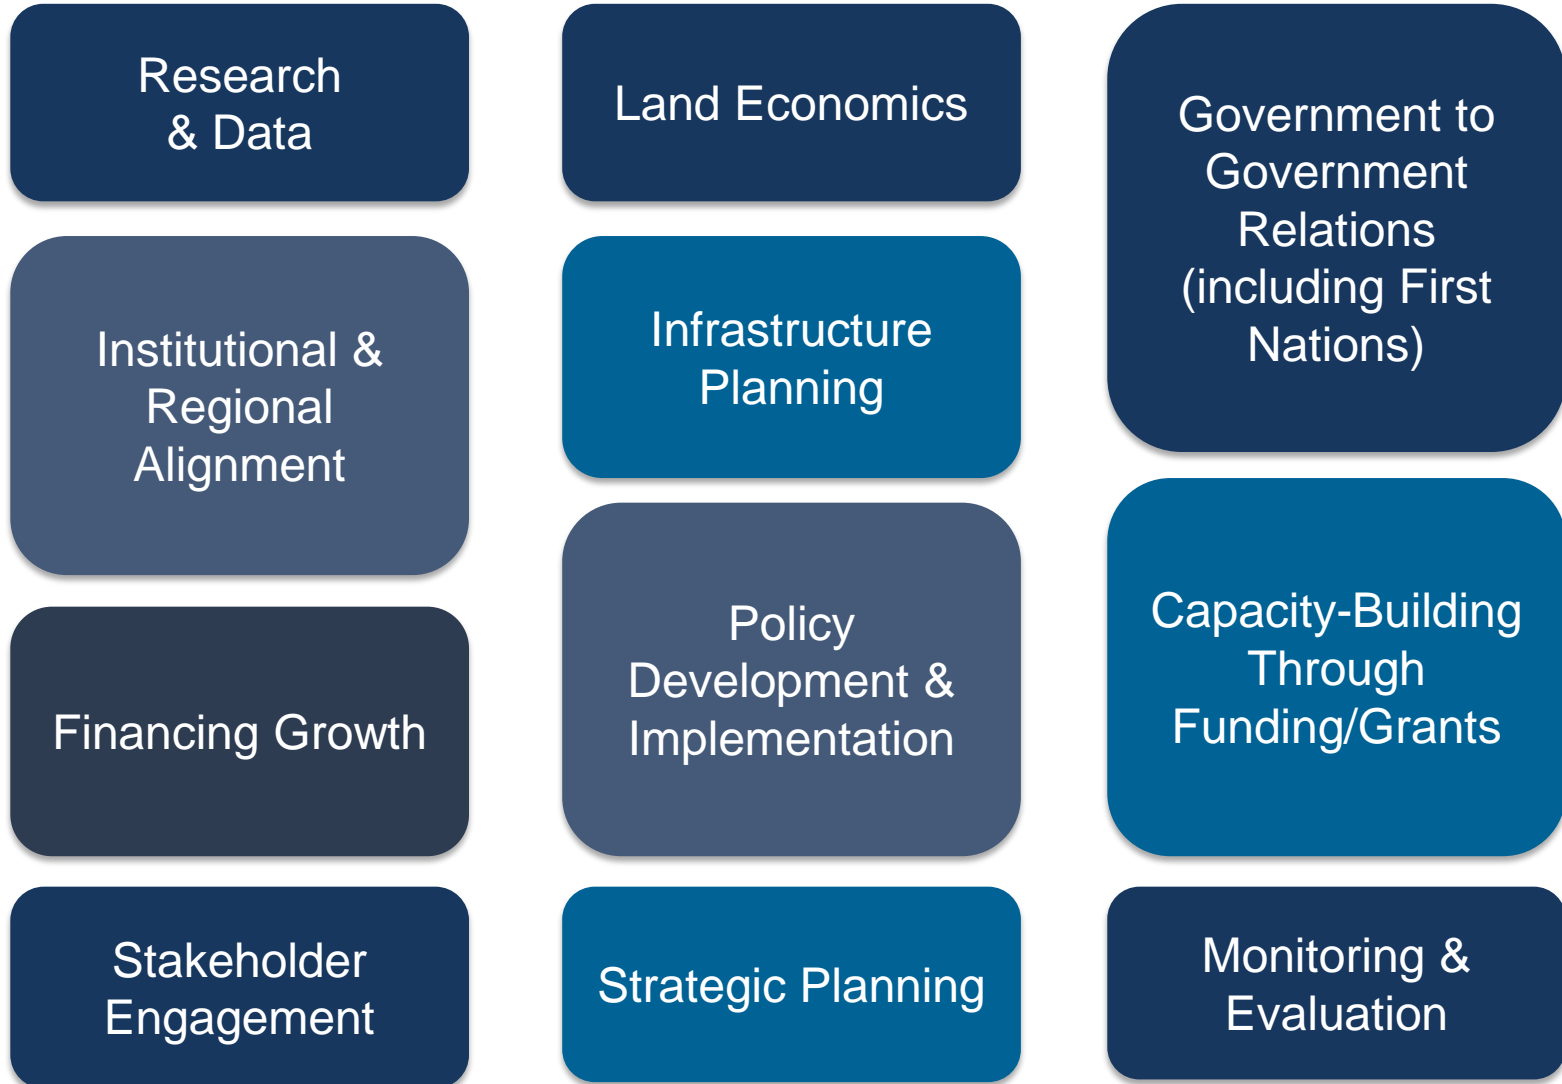 Research
& Data
Institutional &
Regional
Alignment
Financing Growth
Stakeholder
Engagement
Land Economics
Infrastructure
Planning
Policy
Development &
Implementation
Strategic Planning
Government to
Government
Relations
(including First
Nations)
Capacity-Building
Through
Funding/Grants
Monitoring &
Evaluation